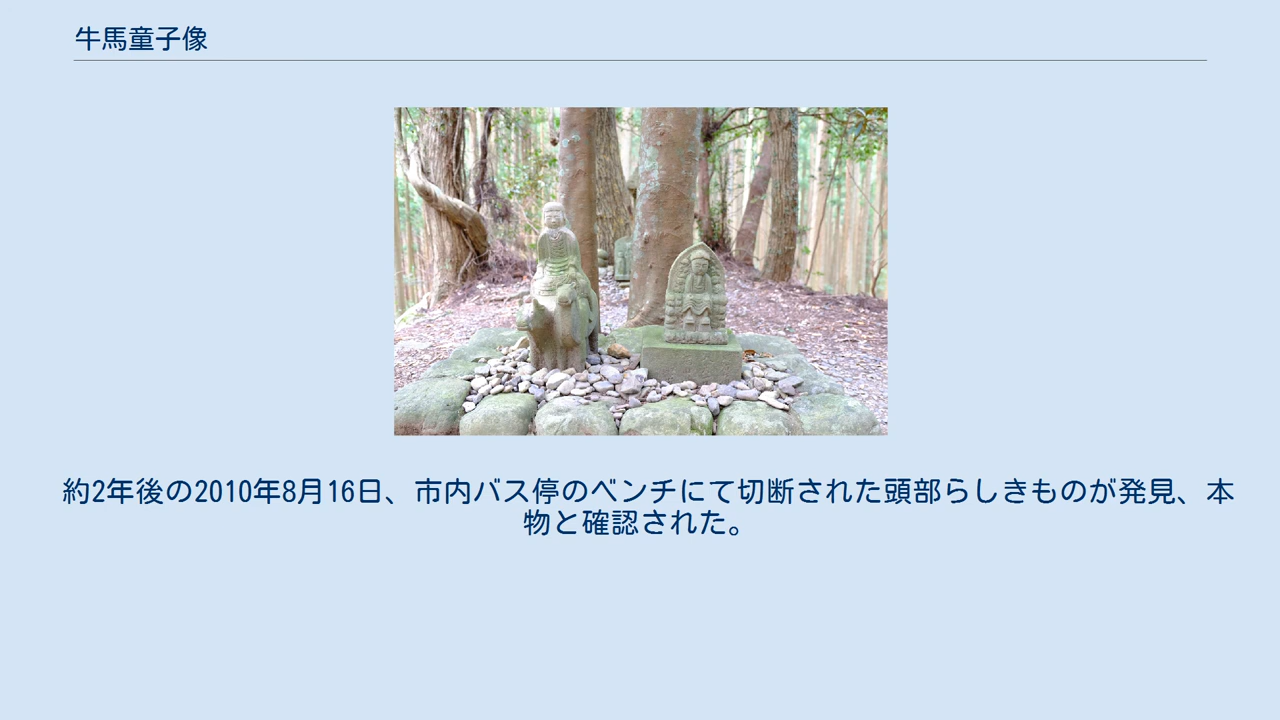 牛馬童子像
約2年後の2010年8月16日、市内バス停のベンチにて切断された頭部らしきものが発見、本
物と確認された。